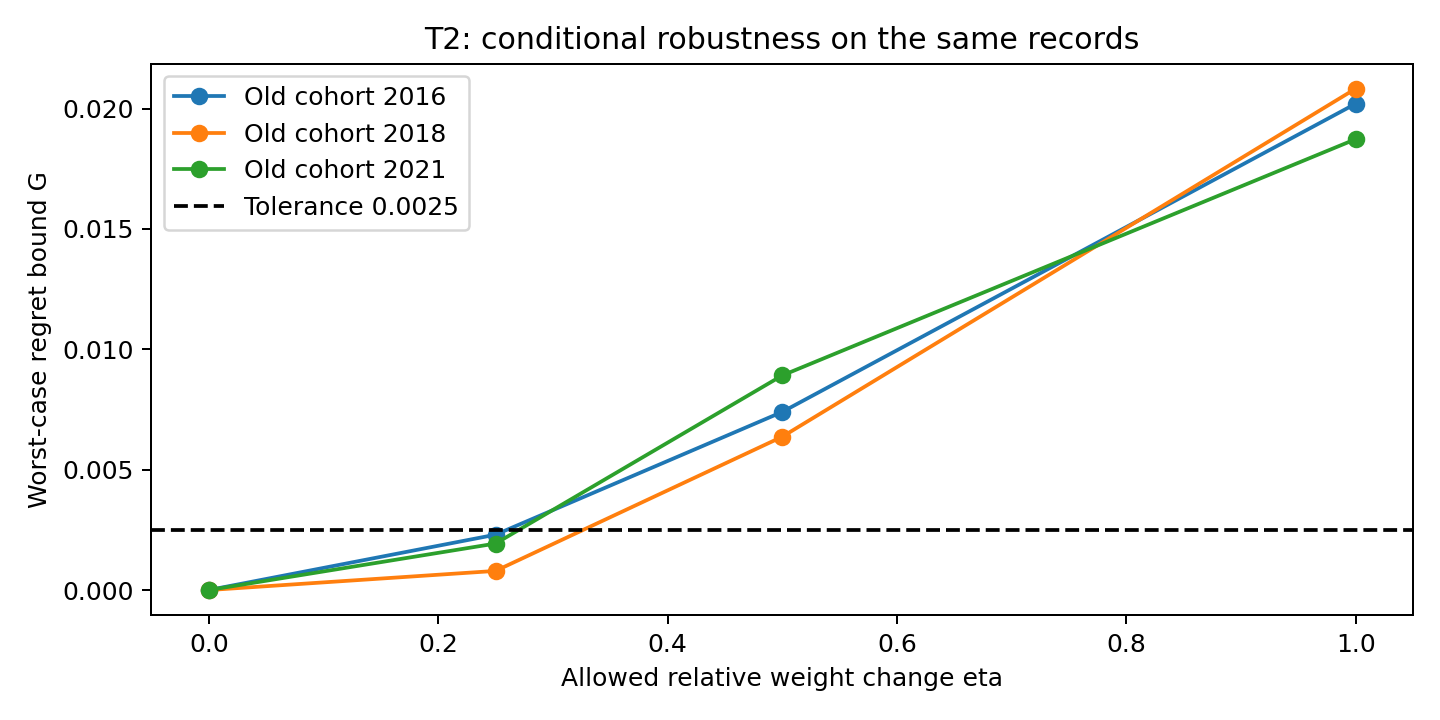 T2: conditional robustness on the same records
Old cohort 2016
Old cohort 2018
Old cohort 2021
Tolerance 0.0025
Worst-case regret bound G
0.020
0.015
0.010
0.005
0.000
0.0
0.2
0.4
0.6
0.8
1.0
Allowed relative weight change eta